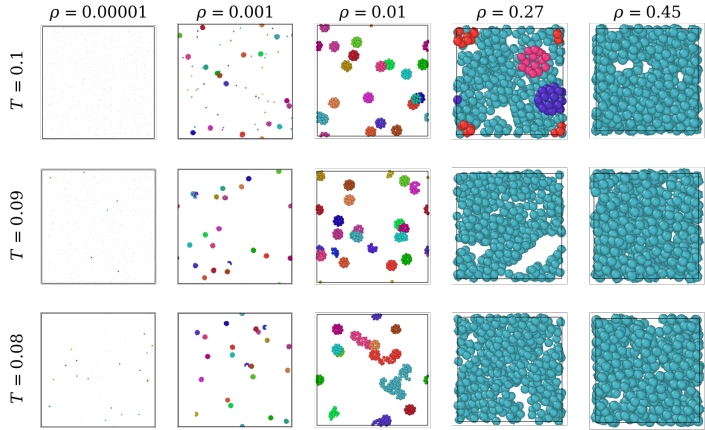 ρ = 0.00001 ρ = 0.001 ρ = 0.01 ρ = 0.27 ρ = 0.45
T = 0.1
T = 0.09
T = 0.08